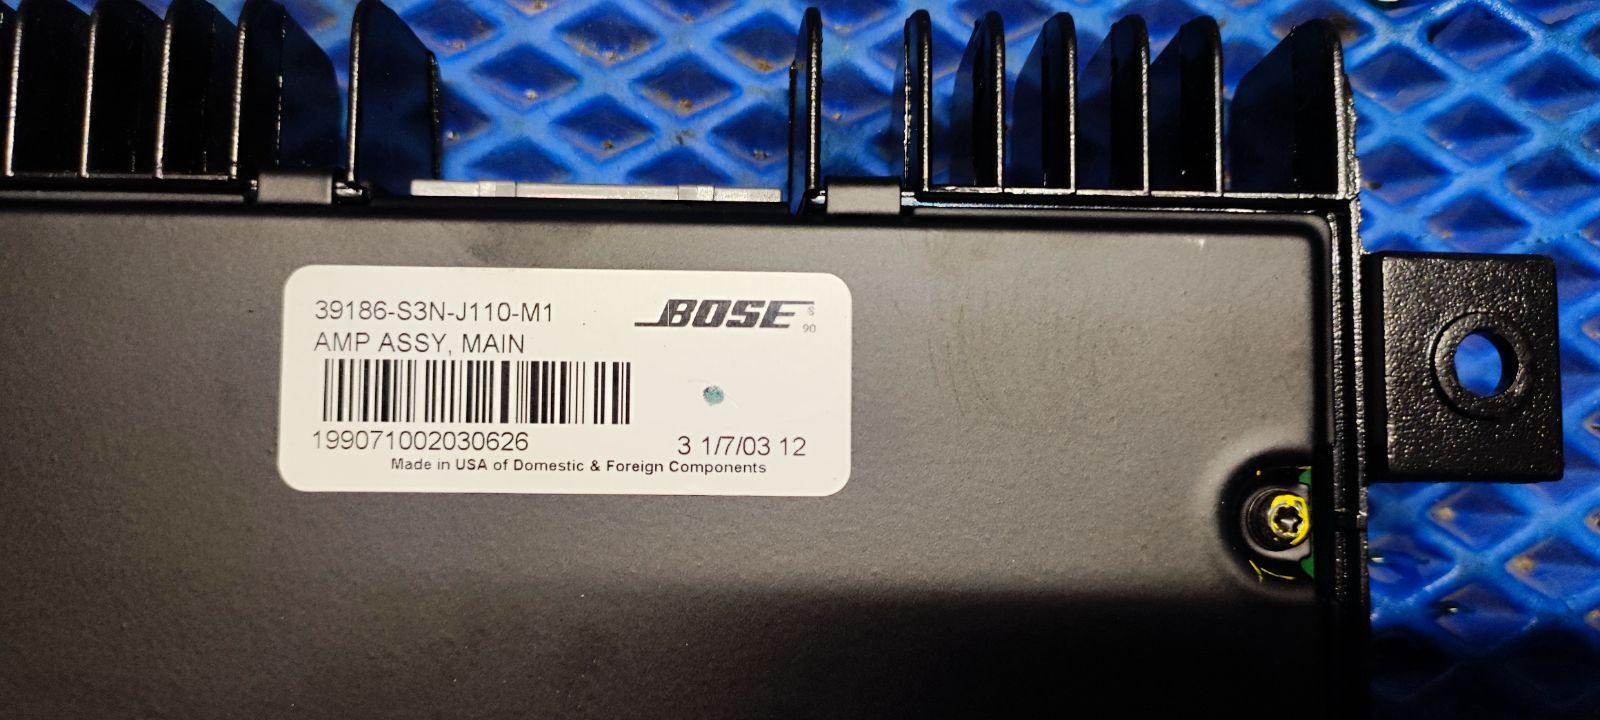 39186-S3N-J110-M1
BOSE
S
90
AMP ASSY, MAIN
199071002030626
3 1/7/03 12
Made in USA of Domestic & Foreign Components